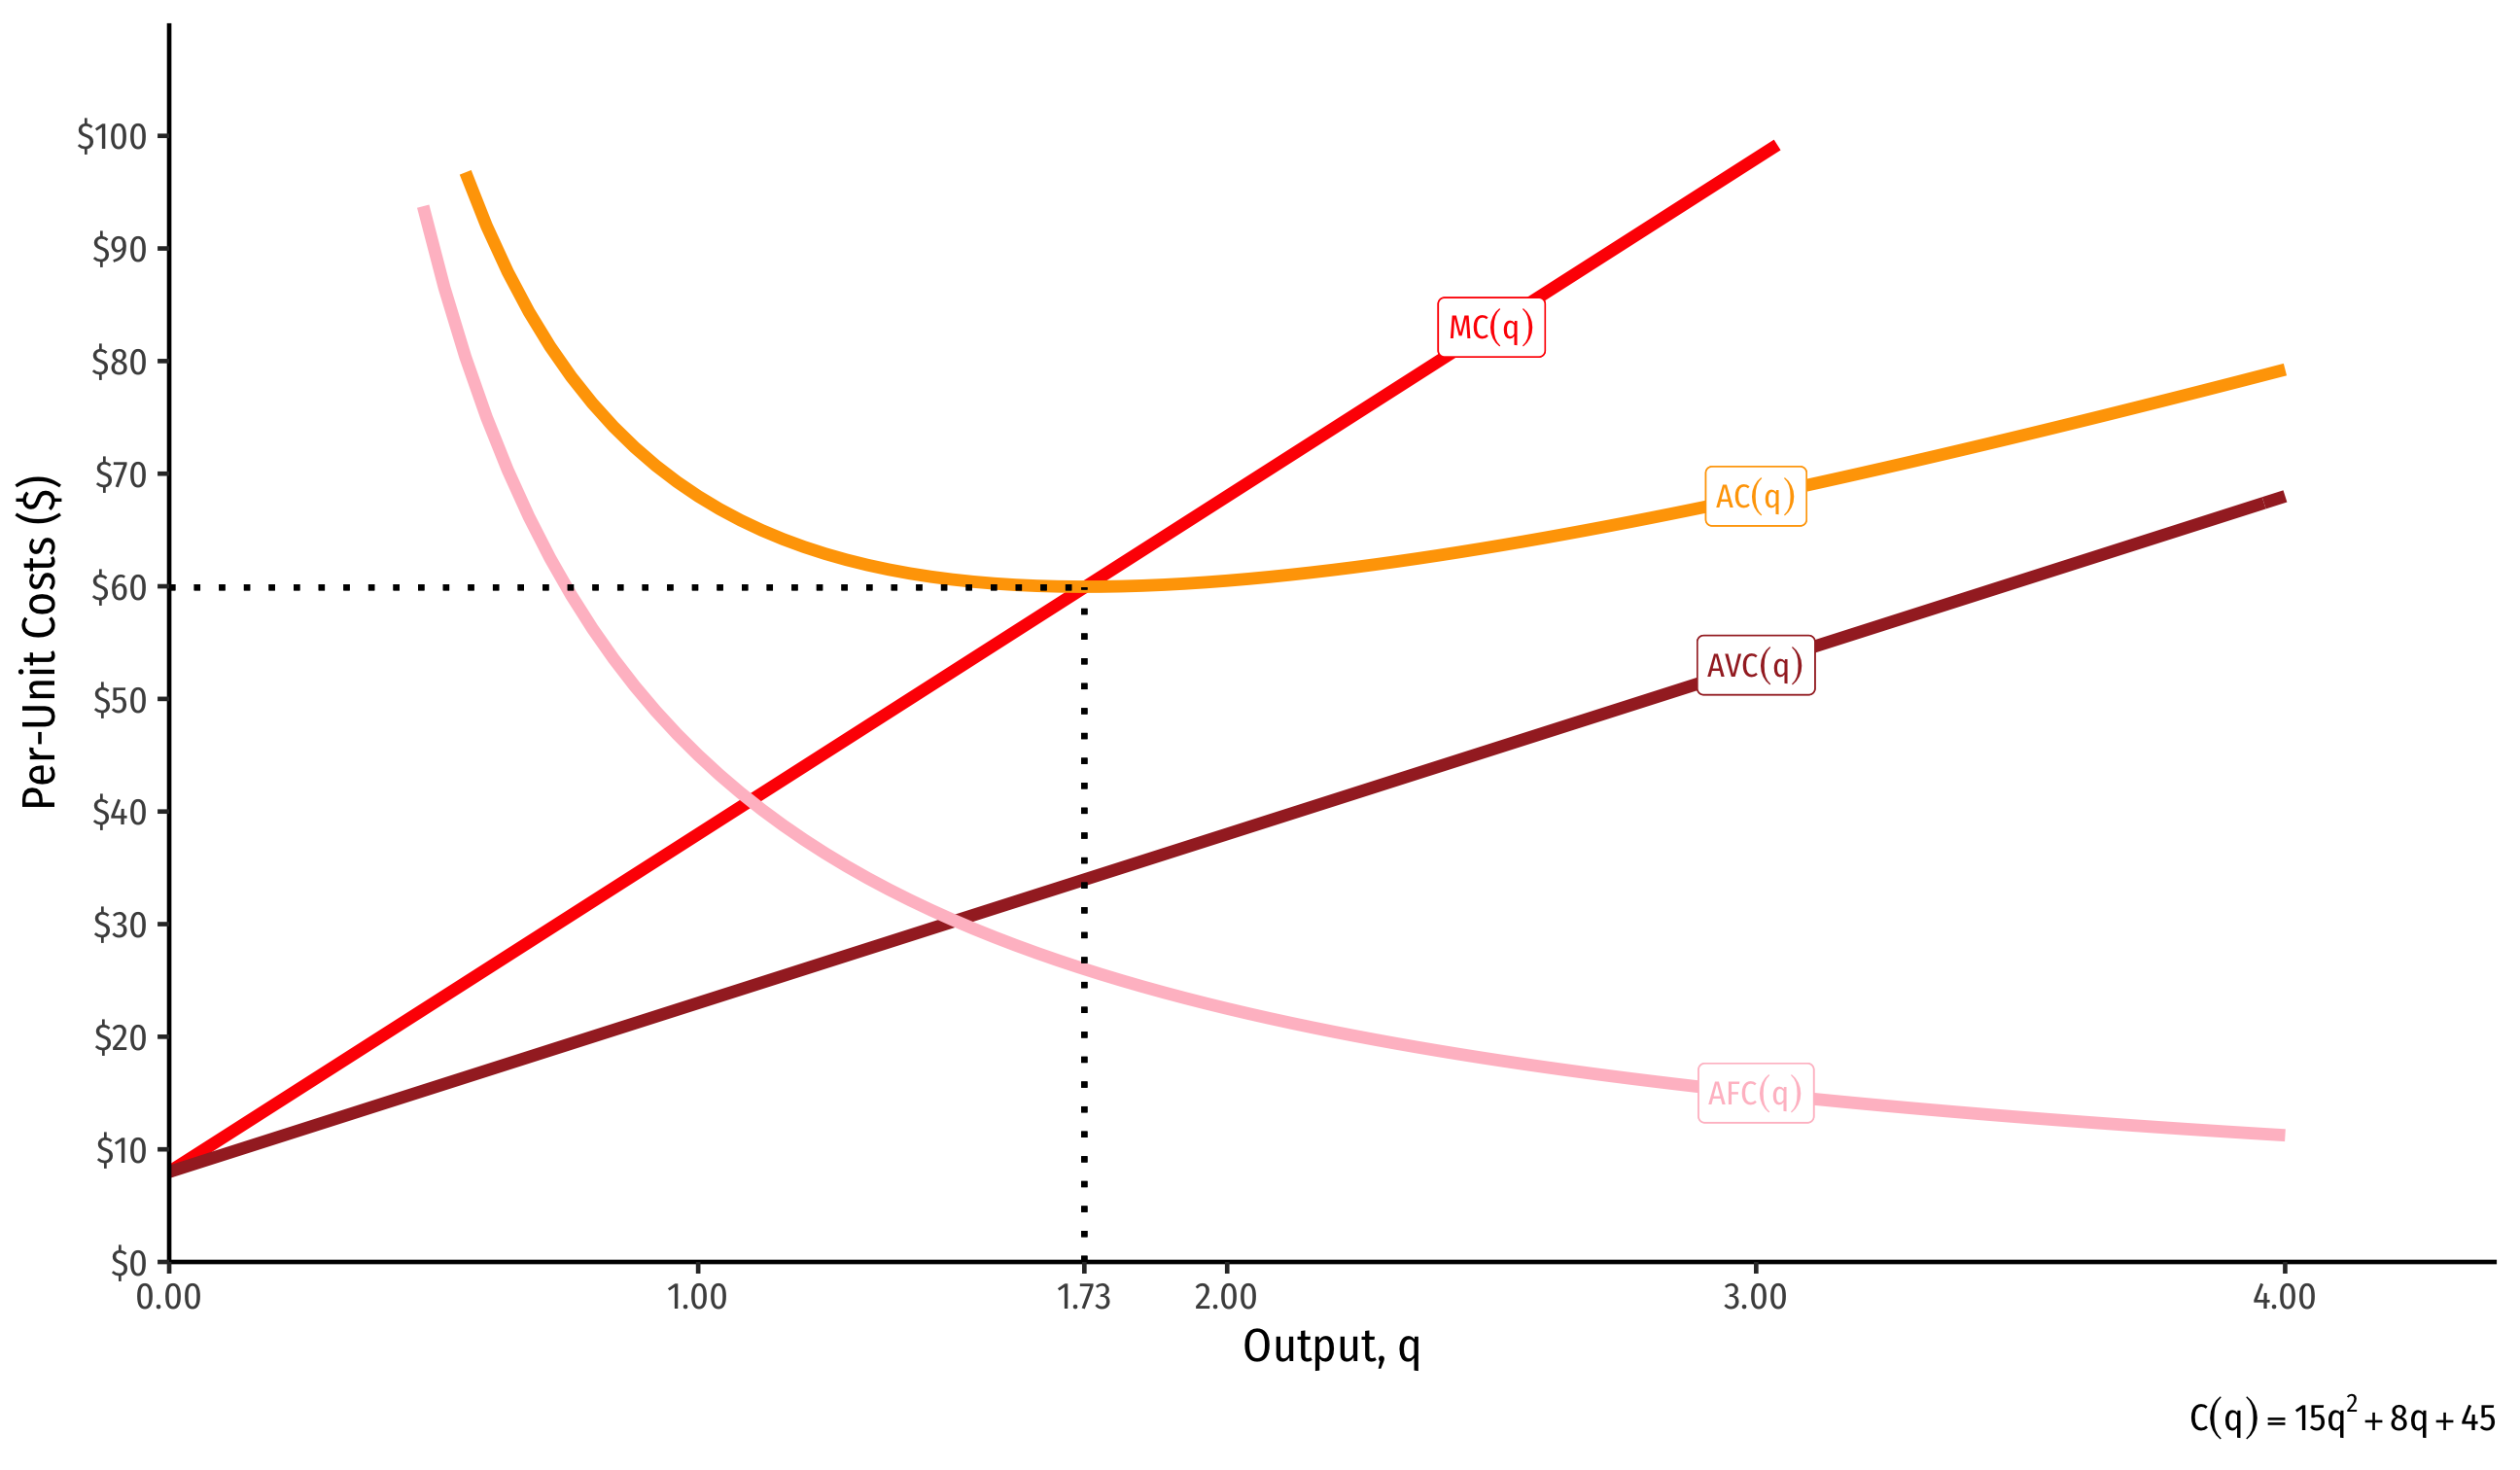 $100
$90
$80
$70
$60
$50
$40
$30
$20
$10
$0
Per-Unit Costs ($)
MC(q)
AC(q)
AVC(q)
AFC(q)
0.00 1.00 1.73 2.00 3.00 4.00
Output, q
C(q) = 15q² + 8q + 45